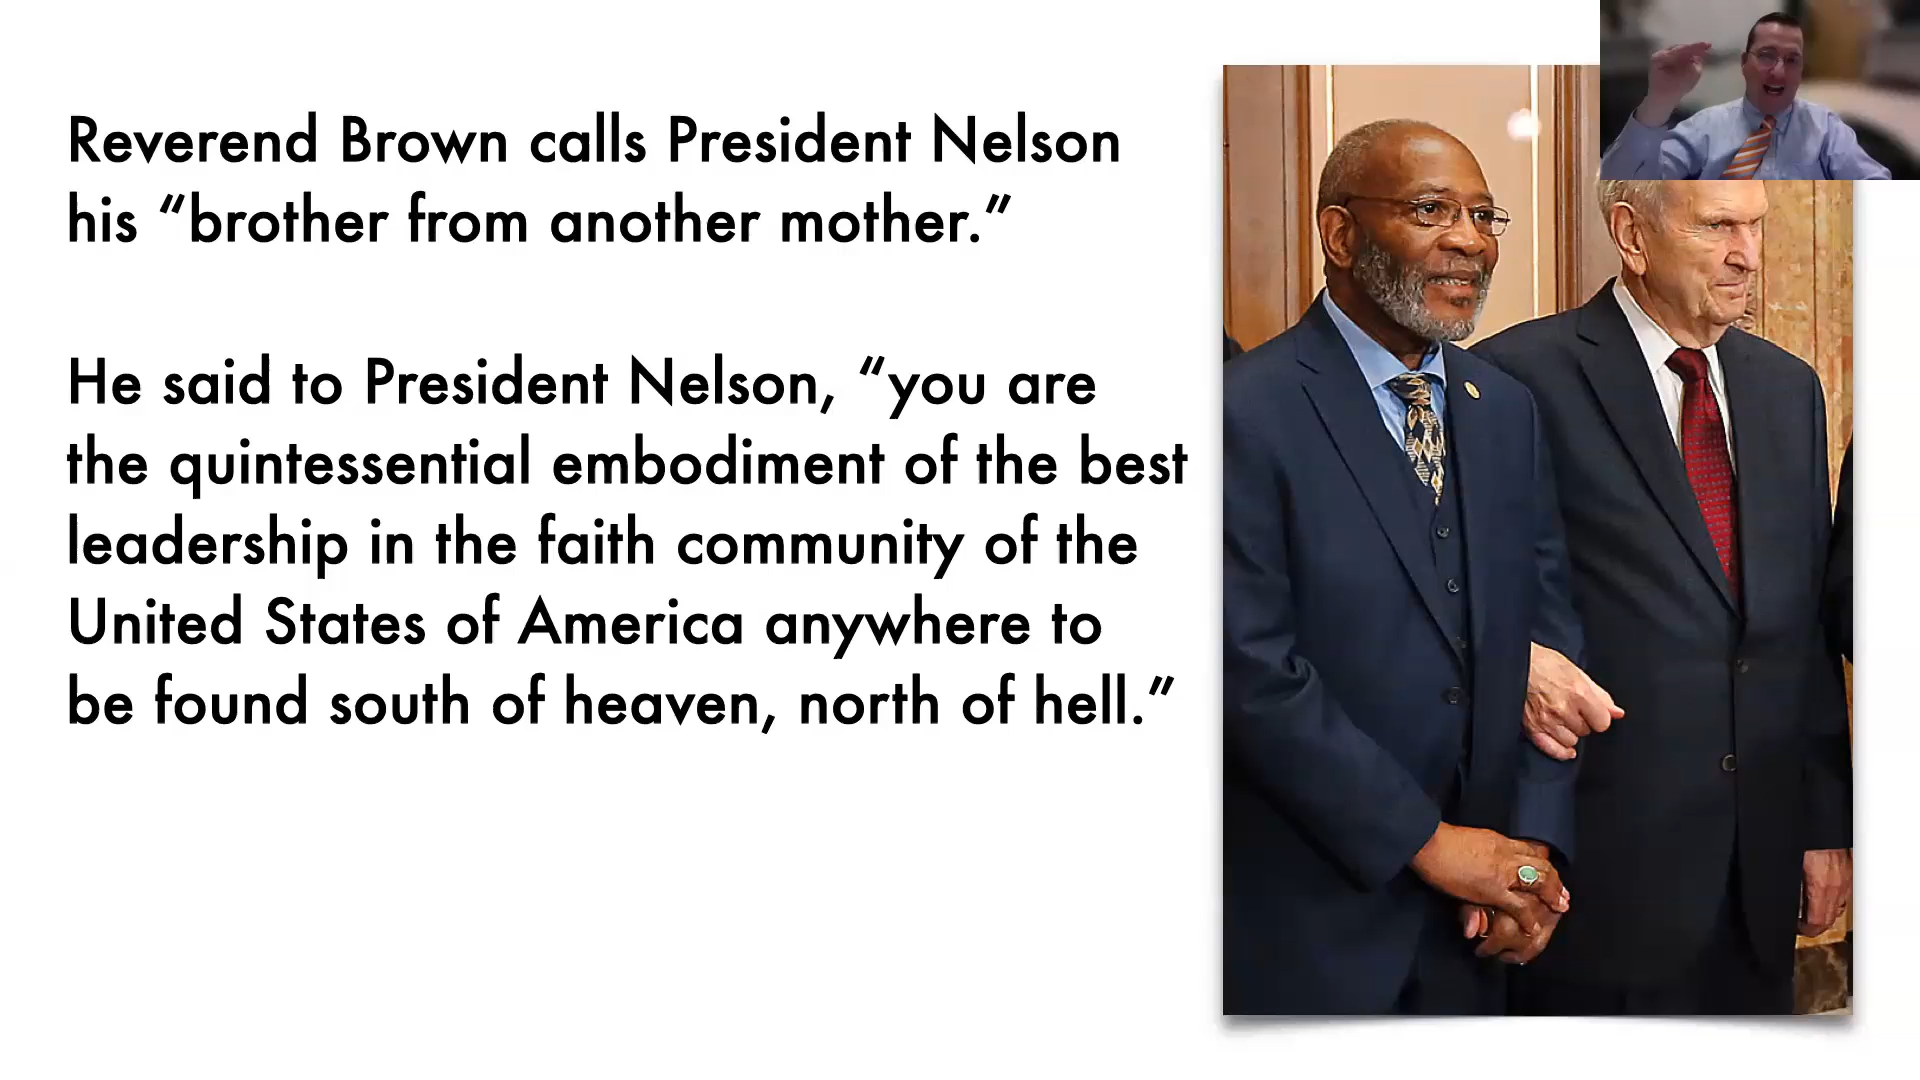 Reverend Brown calls President Nelson
his “brother from another mother.”
He said to President Nelson, “you are
the quintessential embodiment of the best
leadership in the faith community of the
United States of America anywhere to
be found south of heaven, north of hell.”